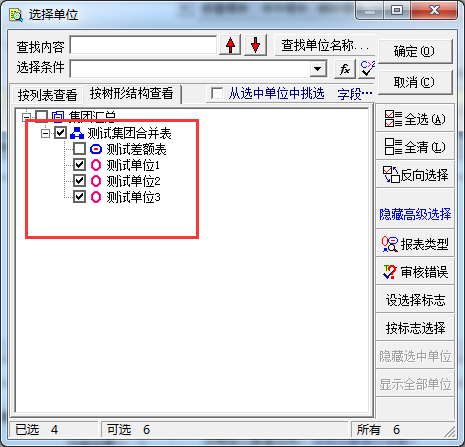 选择单位
查找内容
查找单位名称...
确定(O)
选择条件
fx
取消(C)
按列表查看
按树形结构查看
从选中单位中挑选
字段...
集团汇总
全选(A)
测试集团合并表
测试差额表
全清(L)
测试单位1
反向选择
测试单位2
测试单位3
隐藏高级选择
报表类型
审核错误
设选择标志
按标志选择
隐藏选中单位
显示全部单位
已选 4
可选 6
所有 6